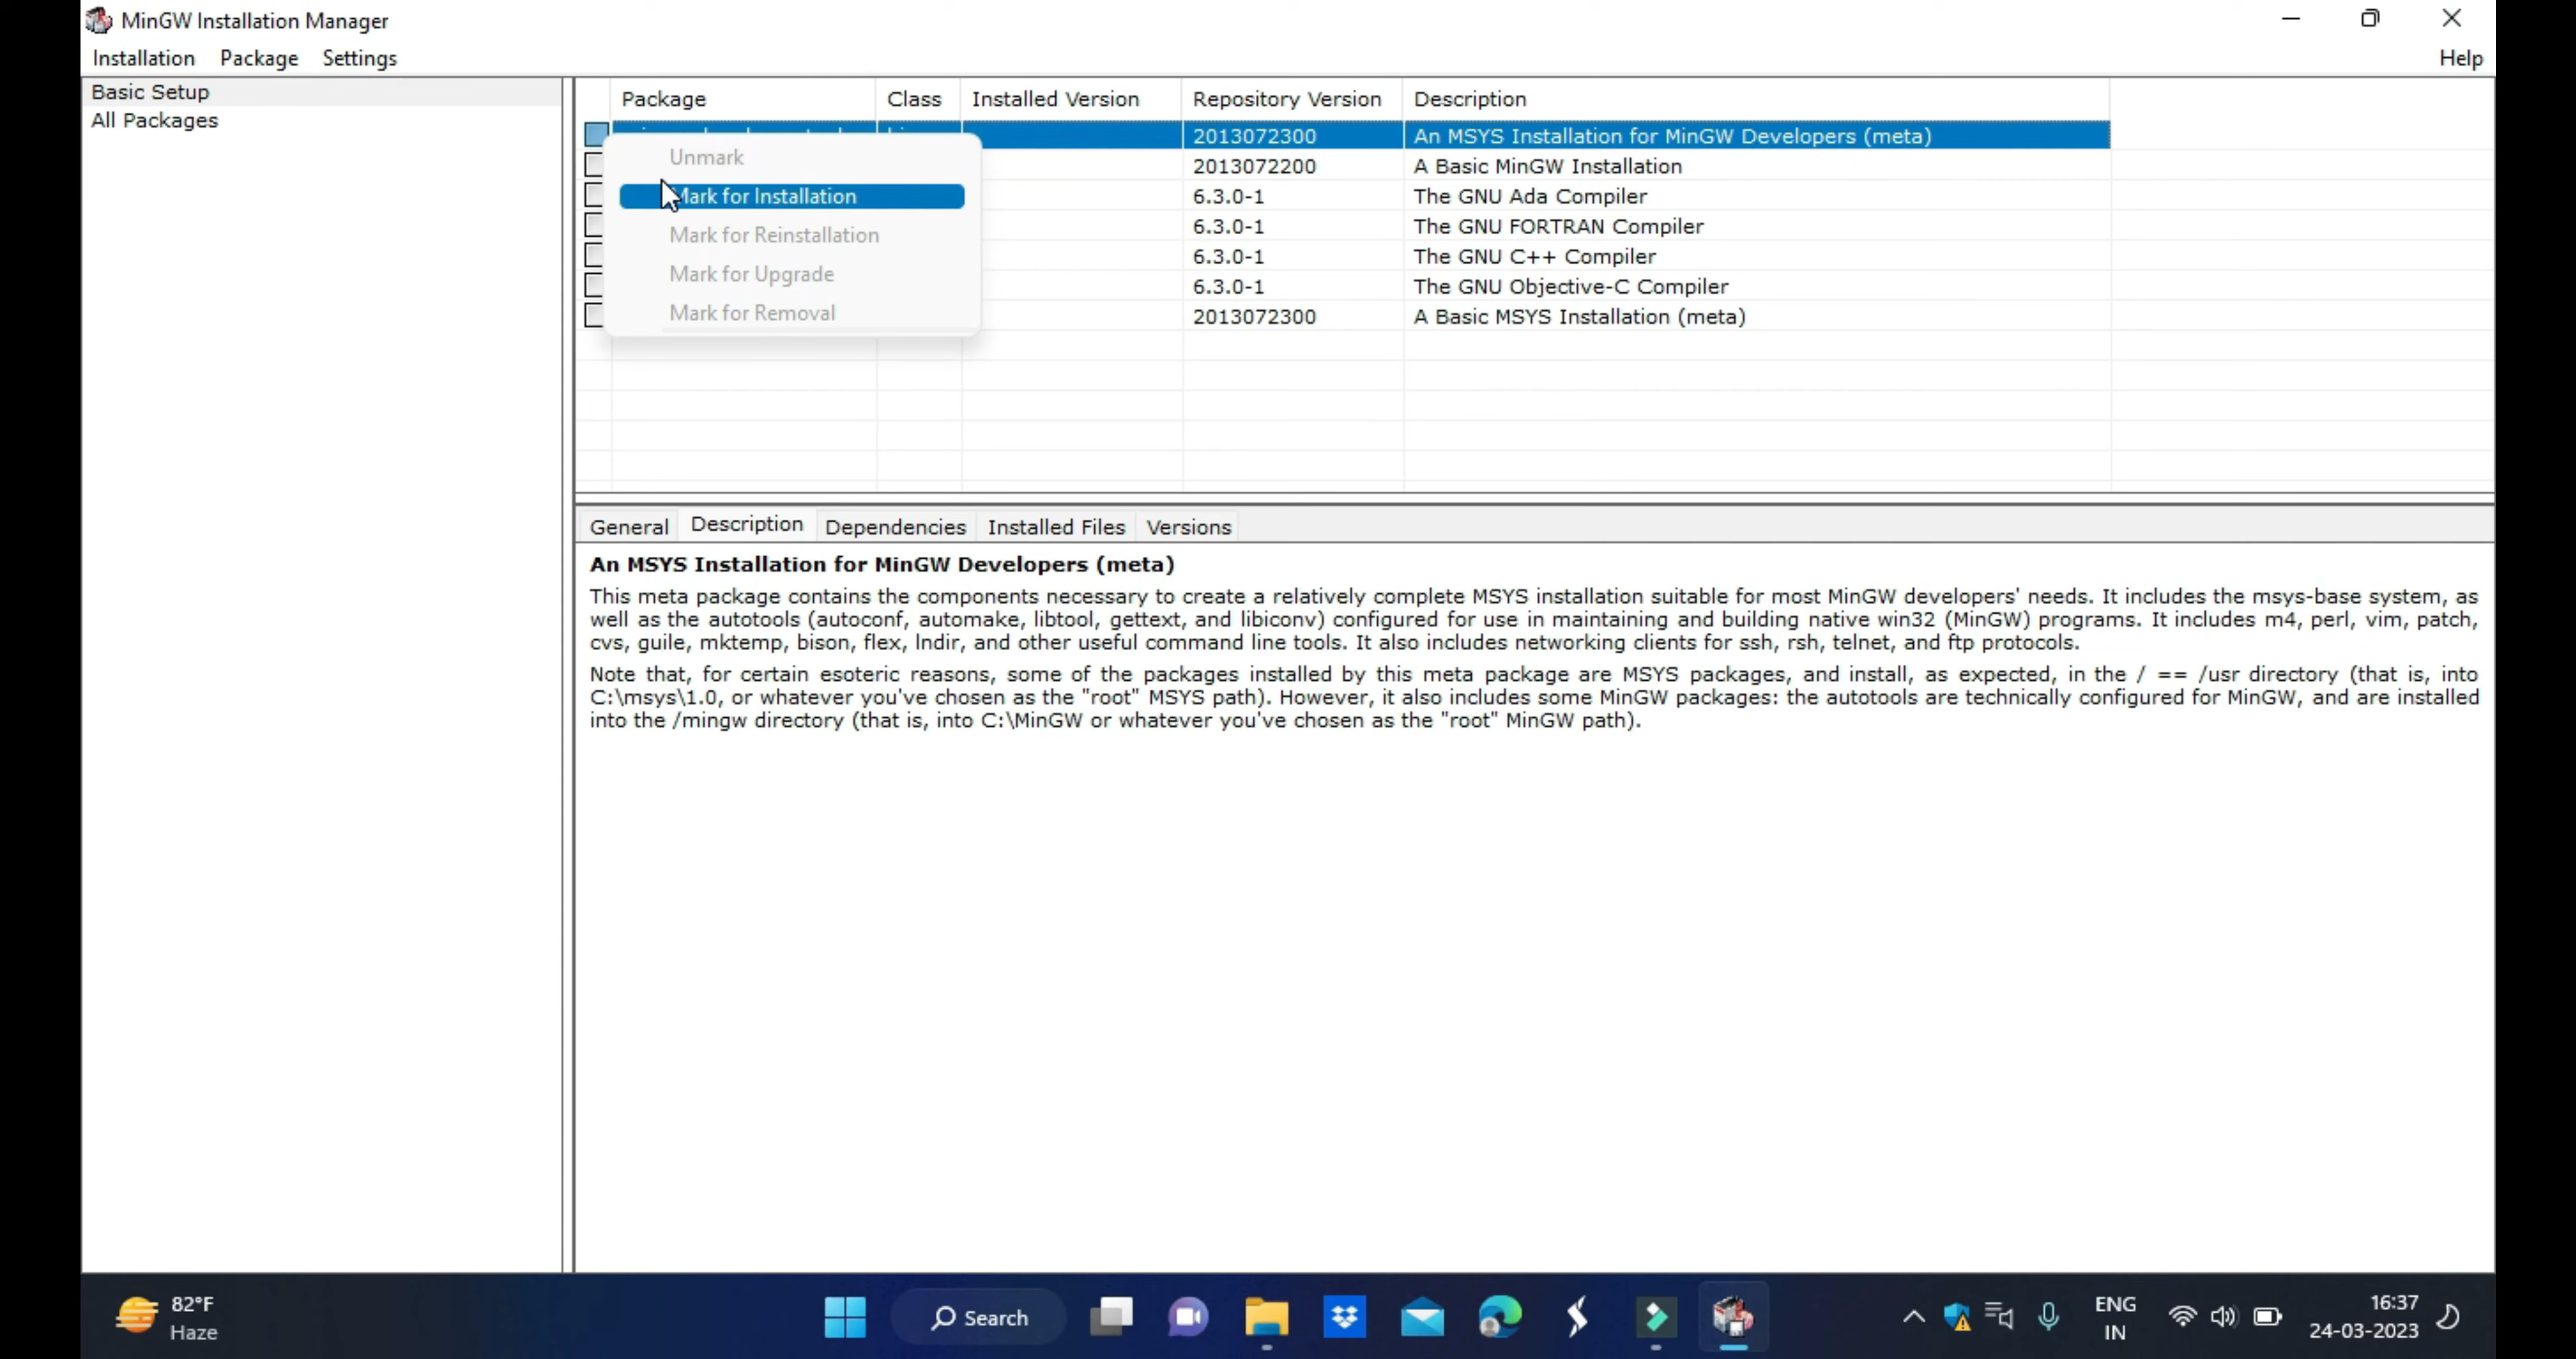 MinGW Installation Manager
Installation Package Settings Help
Basic Setup
All Packages
Package Class Installed Version Repository Version Description
2013072300 An MSYS Installation for MinGW Developers (meta)
2013072200 A Basic MinGW Installation
6.3.0-1 The GNU Ada Compiler
6.3.0-1 The GNU FORTRAN Compiler
6.3.0-1 The GNU C++ Compiler
6.3.0-1 The GNU Objective-C Compiler
2013072300 A Basic MSYS Installation (meta)
Unmark
Mark for Installation
Mark for Reinstallation
Mark for Upgrade
Mark for Removal
General Description Dependencies Installed Files Versions
An MSYS Installation for MinGW Developers (meta)
This meta package contains the components necessary to create a relatively complete MSYS installation suitable for most MinGW developers' needs. It includes the msys-base system, as
well as the autotools (autoconf, automake, libtool, gettext, and libiconv) configured for use in maintaining and building native win32 (MinGW) programs. It includes m4, perl, vim, patch,
cvs, guile, mktemp, bison, flex, lndir, and other useful command line tools. It also includes networking clients for ssh, rsh, telnet, and ftp protocols.
Note that, for certain esoteric reasons, some of the packages installed by this meta package are MSYS packages, and install, as expected, in the / == /usr directory (that is, into
C:\msys\1.0, or whatever you've chosen as the "root" MSYS path). However, it also includes some MinGW packages: the autotools are technically configured for MinGW, and are installed
into the /mingw directory (that is, into C:\MinGW or whatever you've chosen as the "root" MinGW path).
82°F
Haze
Search
ENG
IN
16:37
24-03-2023